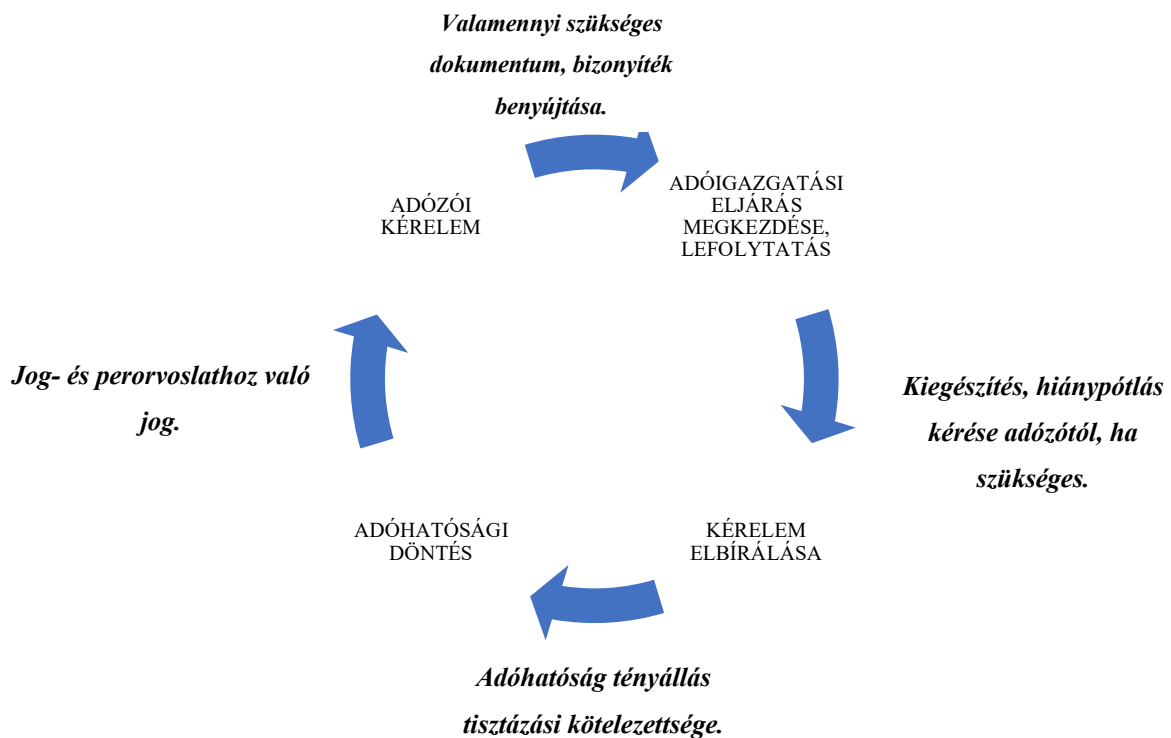 Valamennyi szükséges
dokumentum, bizonyíték
benyújtása.
ADÓZÓI
KÉRELEM
ADÓIGAZGATÁSI
ELJÁRÁS
MEGKEZDÉSE,
LEFOLYTATÁS
Kiegészítés, hiánypótlás
kérése adózótól, ha
szükséges.
KÉRELEM
ELBÍRÁLÁSA
Adóhatóság tényállás
tisztázási kötelezettsége.
ADÓHATÓSÁGI
DÖNTÉS
Jog- és perorvoslathoz való
jog.